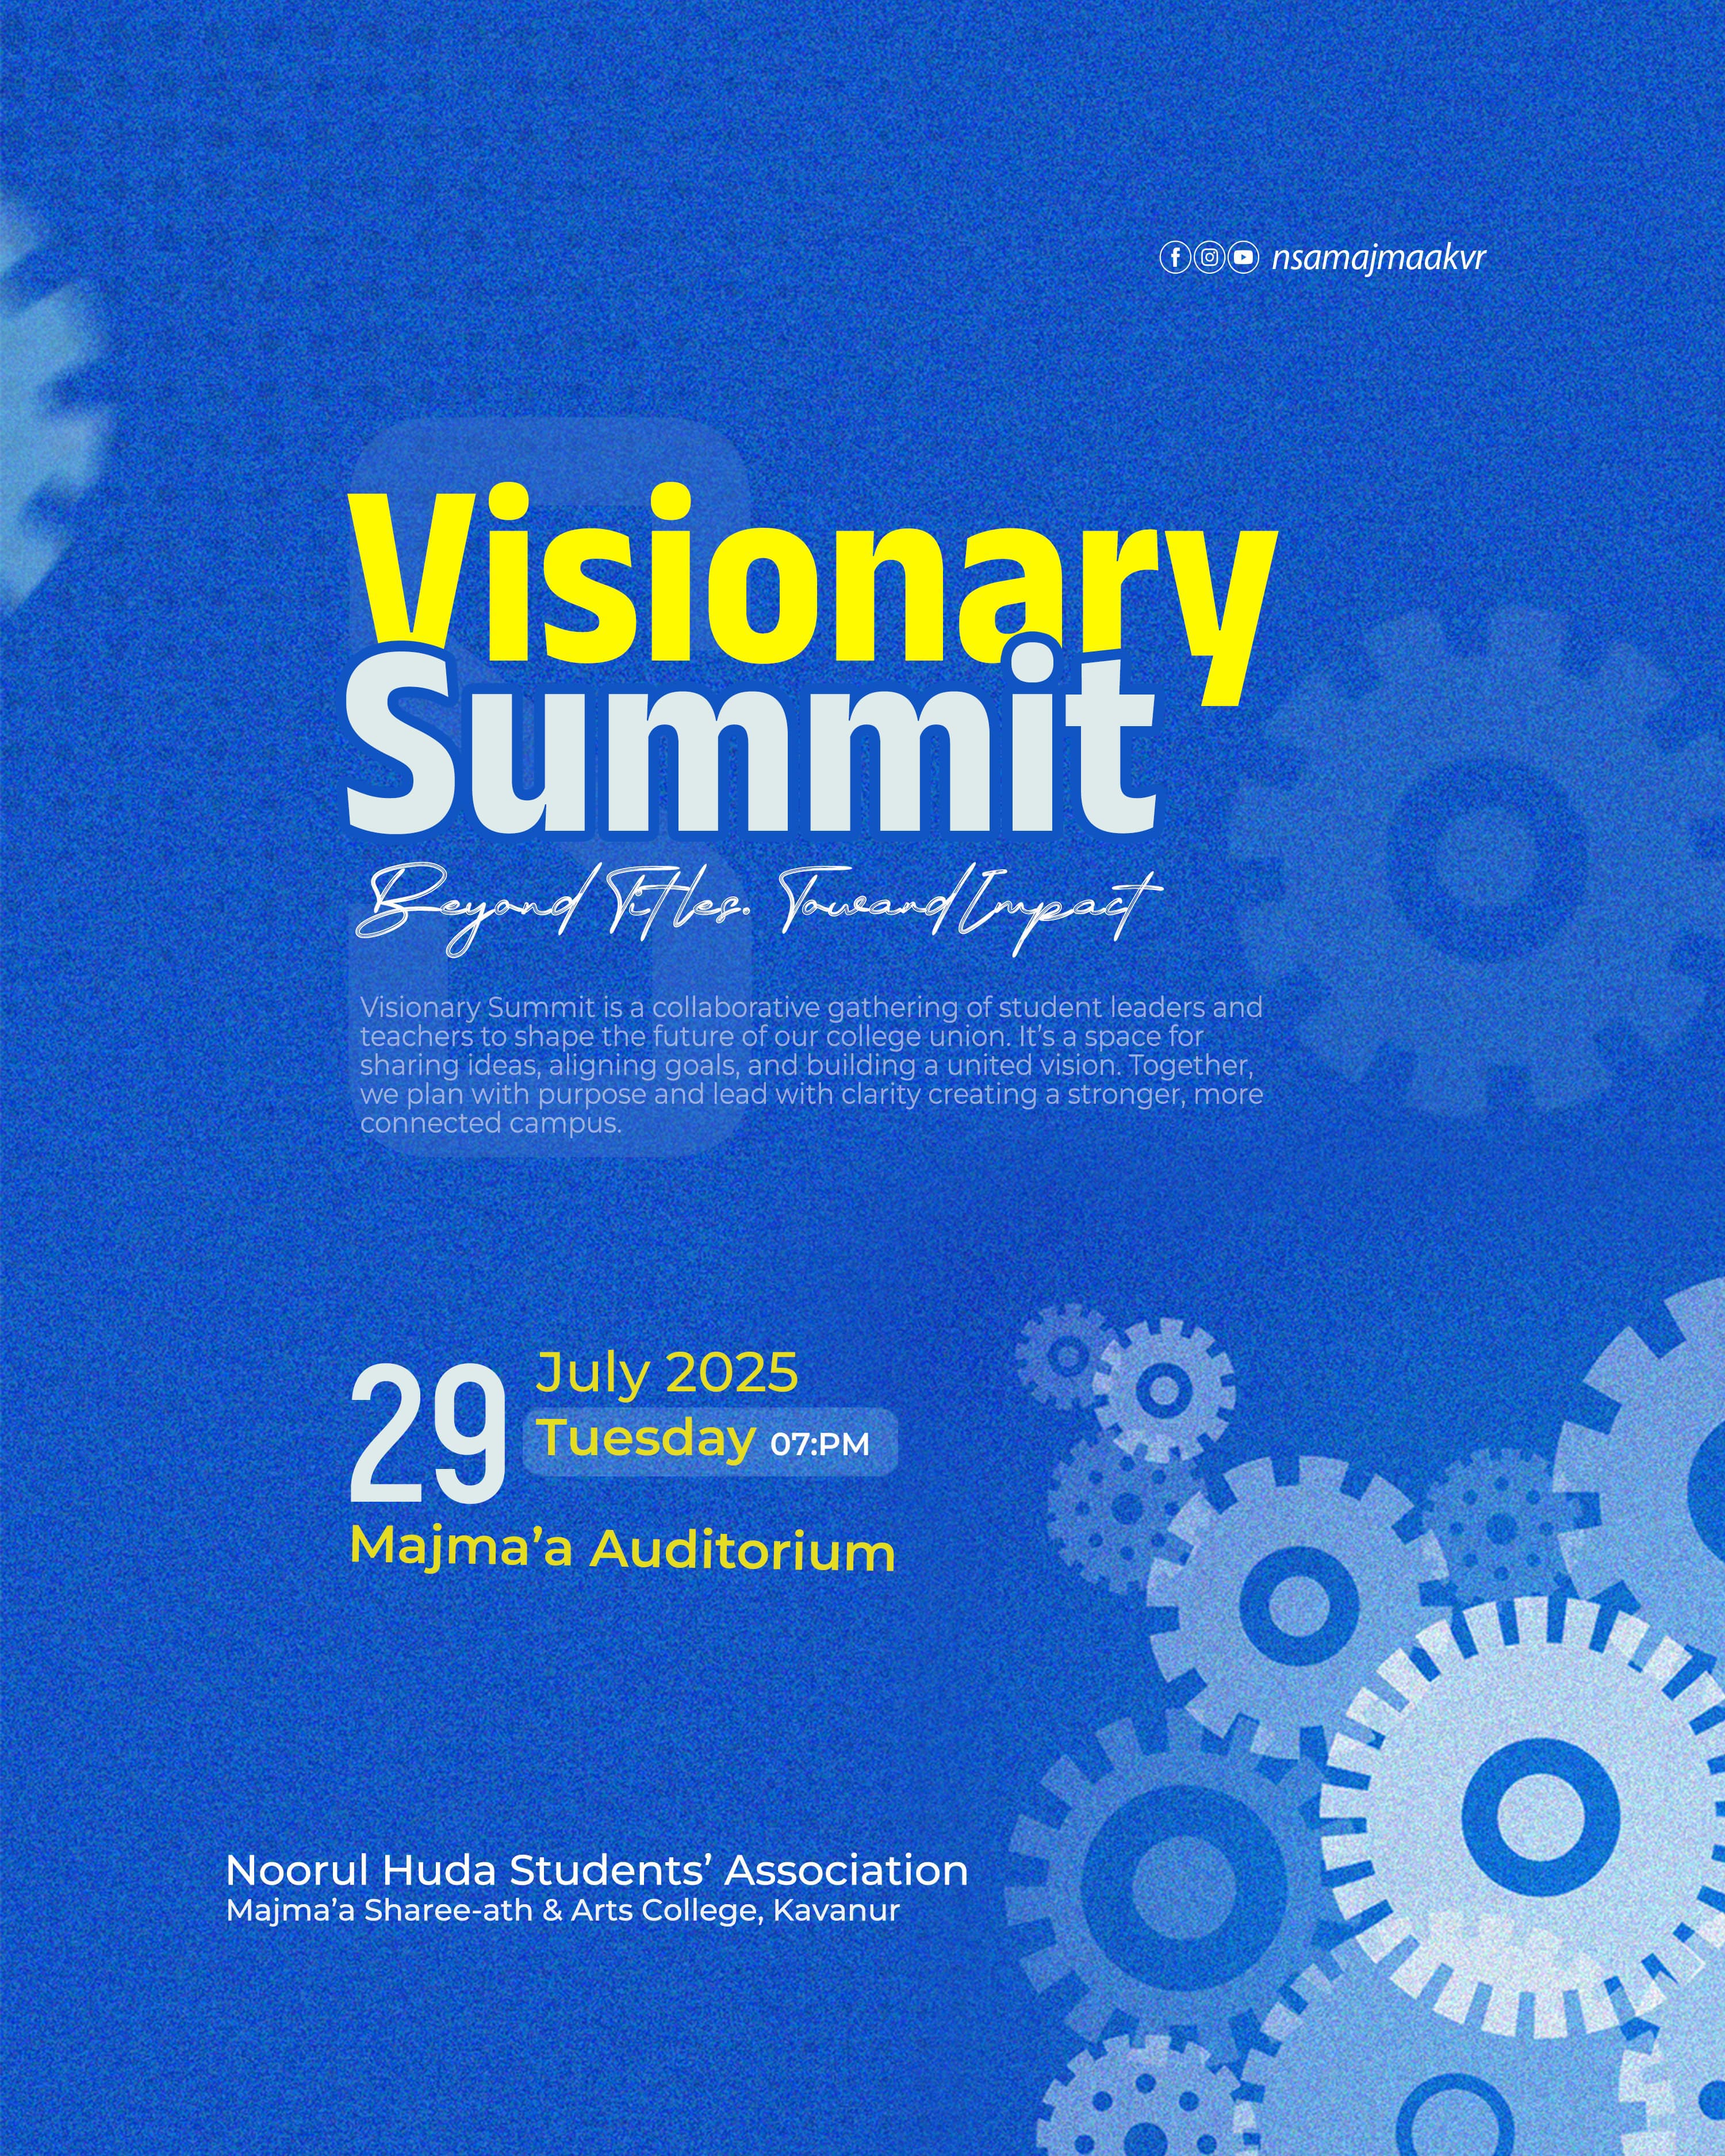 nsamajmaakvr
Visionary
Summit
Beyond Titles. Toward Impact
Visionary Summit is a collaborative gathering of student leaders and
teachers to shape the future of our college union. It’s a space for
sharing ideas, aligning goals, and building a united vision. Together,
we plan with purpose and lead with clarity creating a stronger, more
connected campus.
29
July 2025
Tuesday 07:PM
Majma’a Auditorium
Noorul Huda Students’ Association
Majma’a Sharee-ath & Arts College, Kavanur